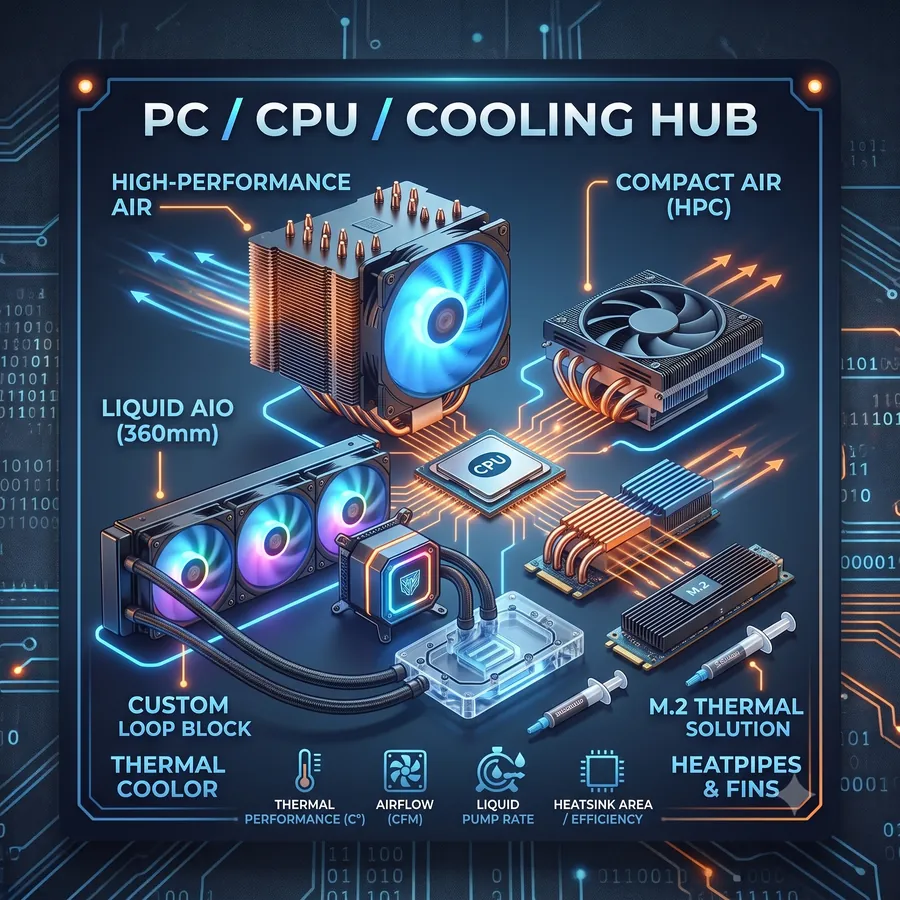 PC / CPU / COOLING HUB
HIGH-PERFORMANCE
AIR
COMPACT AIR
(HPC)
LIQUID AIO
(360mm)
CPU
M.2
CUSTOM
LOOP BLOCK
M.2 THERMAL
SOLUTION
THERMAL
COOLOR
HEATPIPES
& FINS
THERMAL
PERFORMANCE (C°)
AIRFLOW
(CFM)
LIQUID
PUMP RATE
HEATSINK AREA
/ EFFICIENCY